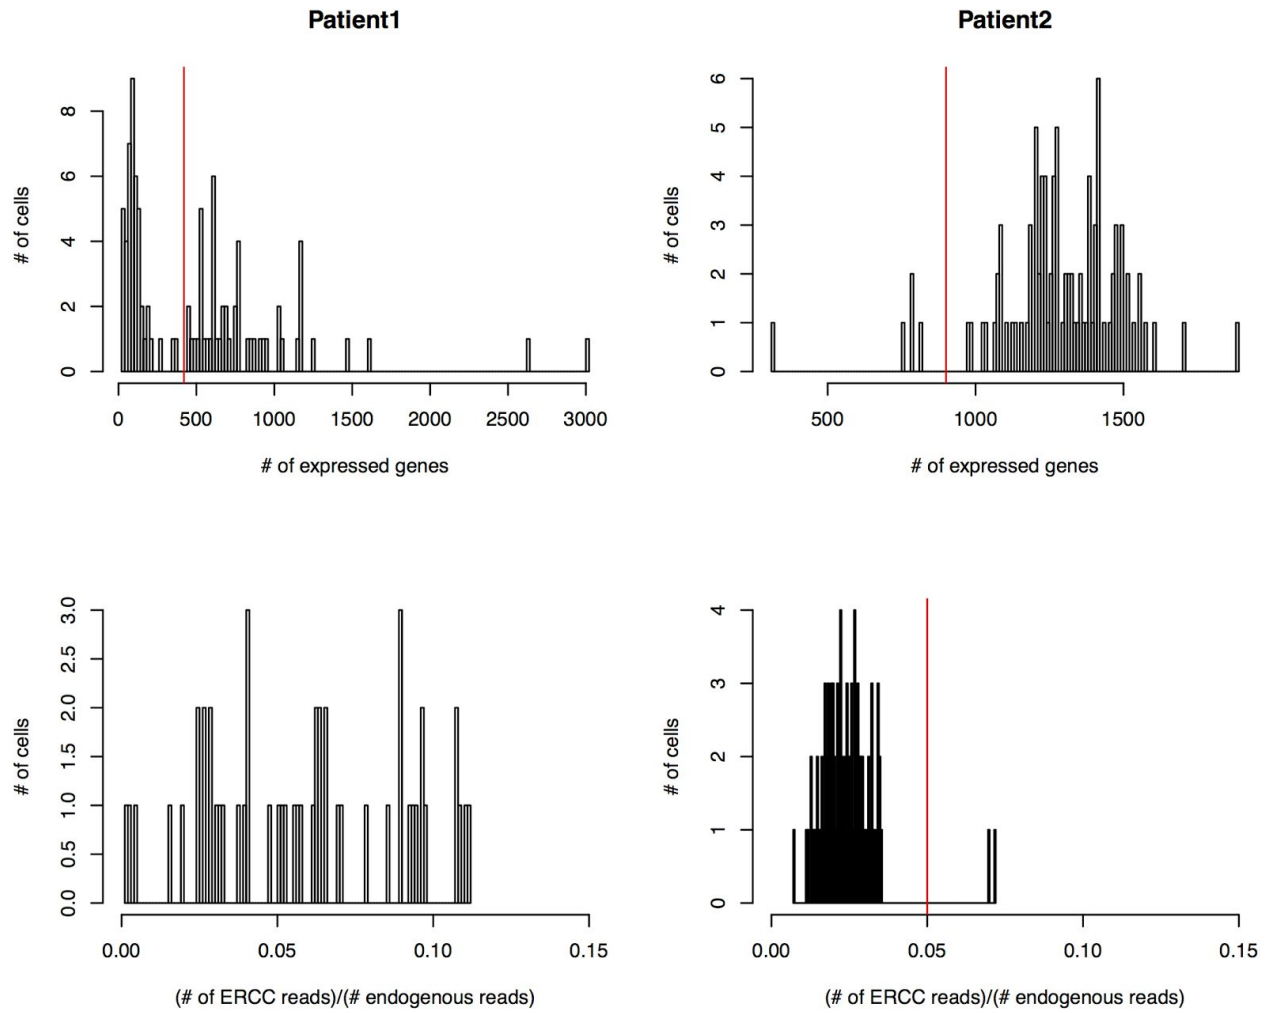 Patient1
Patient2
# of cells
8
6
4
2
0
0 500 1000 1500 2000 2500 3000
# of expressed genes
# of cells
6
5
4
3
2
1
0
500 1000 1500
# of expressed genes
# of cells
3.0
2.5
2.0
1.5
1.0
0.5
0.0
0.00 0.05 0.10 0.15
(# of ERCC reads)/(# endogenous reads)
# of cells
4
3
2
1
0
0.00 0.05 0.10 0.15
(# of ERCC reads)/(# endogenous reads)